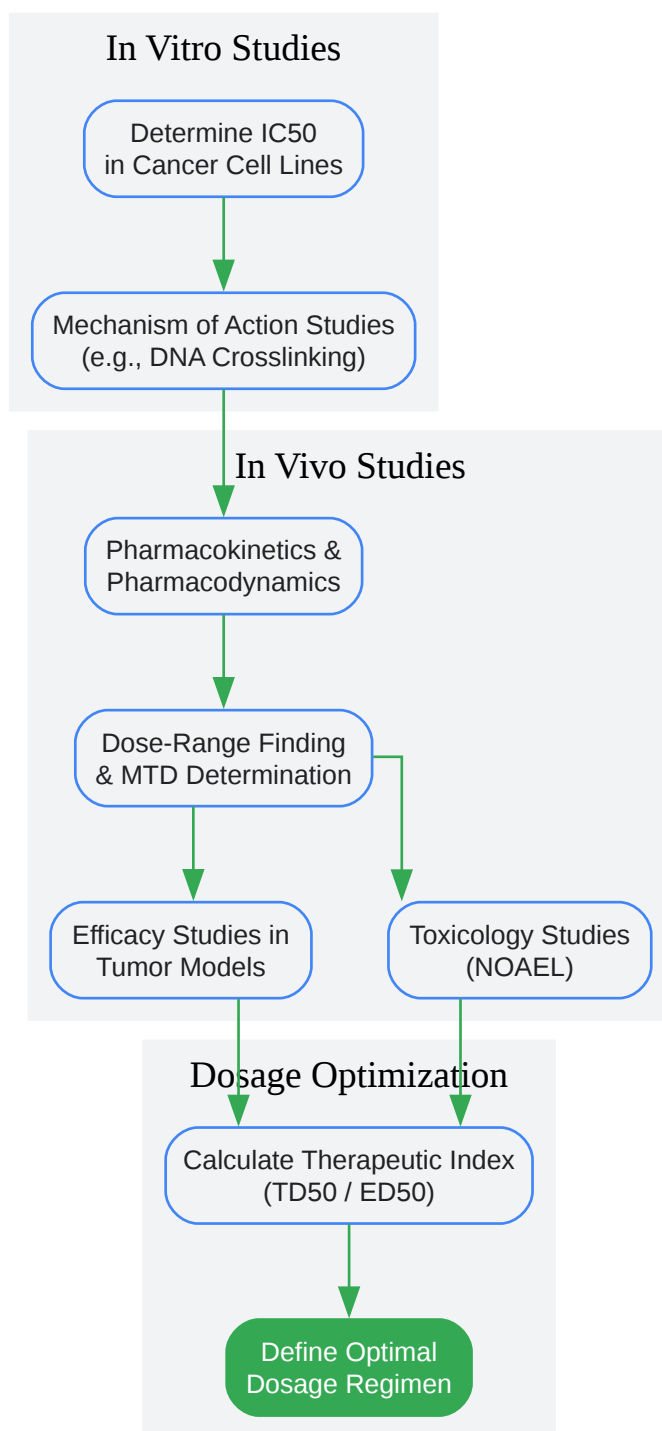 In Vitro Studies
Determine IC50
in Cancer Cell Lines
Mechanism of Action Studies
(e.g., DNA Crosslinking)
In Vivo Studies
Pharmacokinetics &
Pharmacodynamics
Dose-Range Finding
& MTD Determination
Efficacy Studies in
Tumor Models
Toxicology Studies
(NOAEL)
Dosage Optimization
Calculate Therapeutic Index
(TD50 / ED50)
Define Optimal
Dosage Regimen